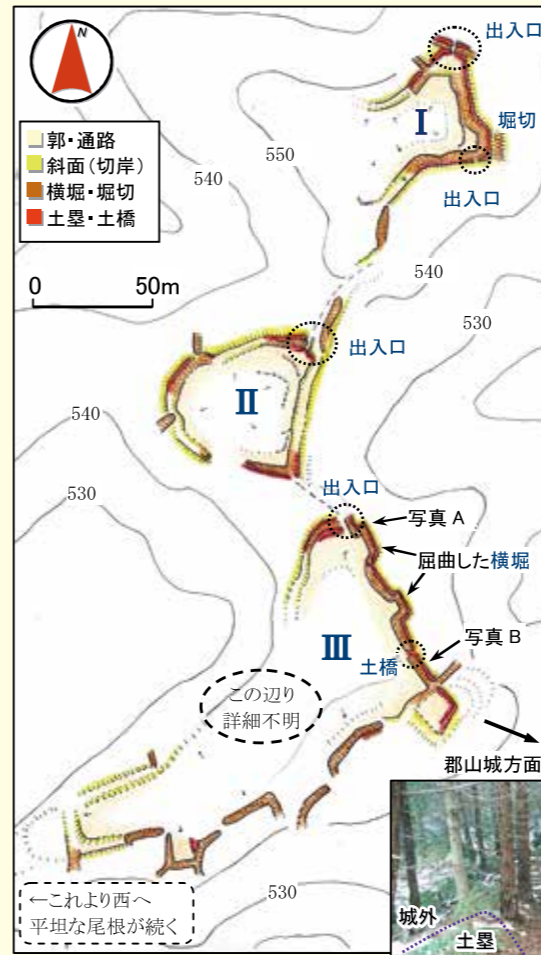 N
出入口
郭・通路
斜面(切岸)
横堀・堀切
土塁・土橋
0 50m
Ⅰ
堀切
出入口
550
540
540
530
出入口
Ⅱ
540
530
出入口
写真 A
屈曲した横堀
Ⅲ
写真 B
土橋
この辺り
詳細不明
郡山城方面
530
←これより西へ
平坦な尾根が続く
城外
土塁